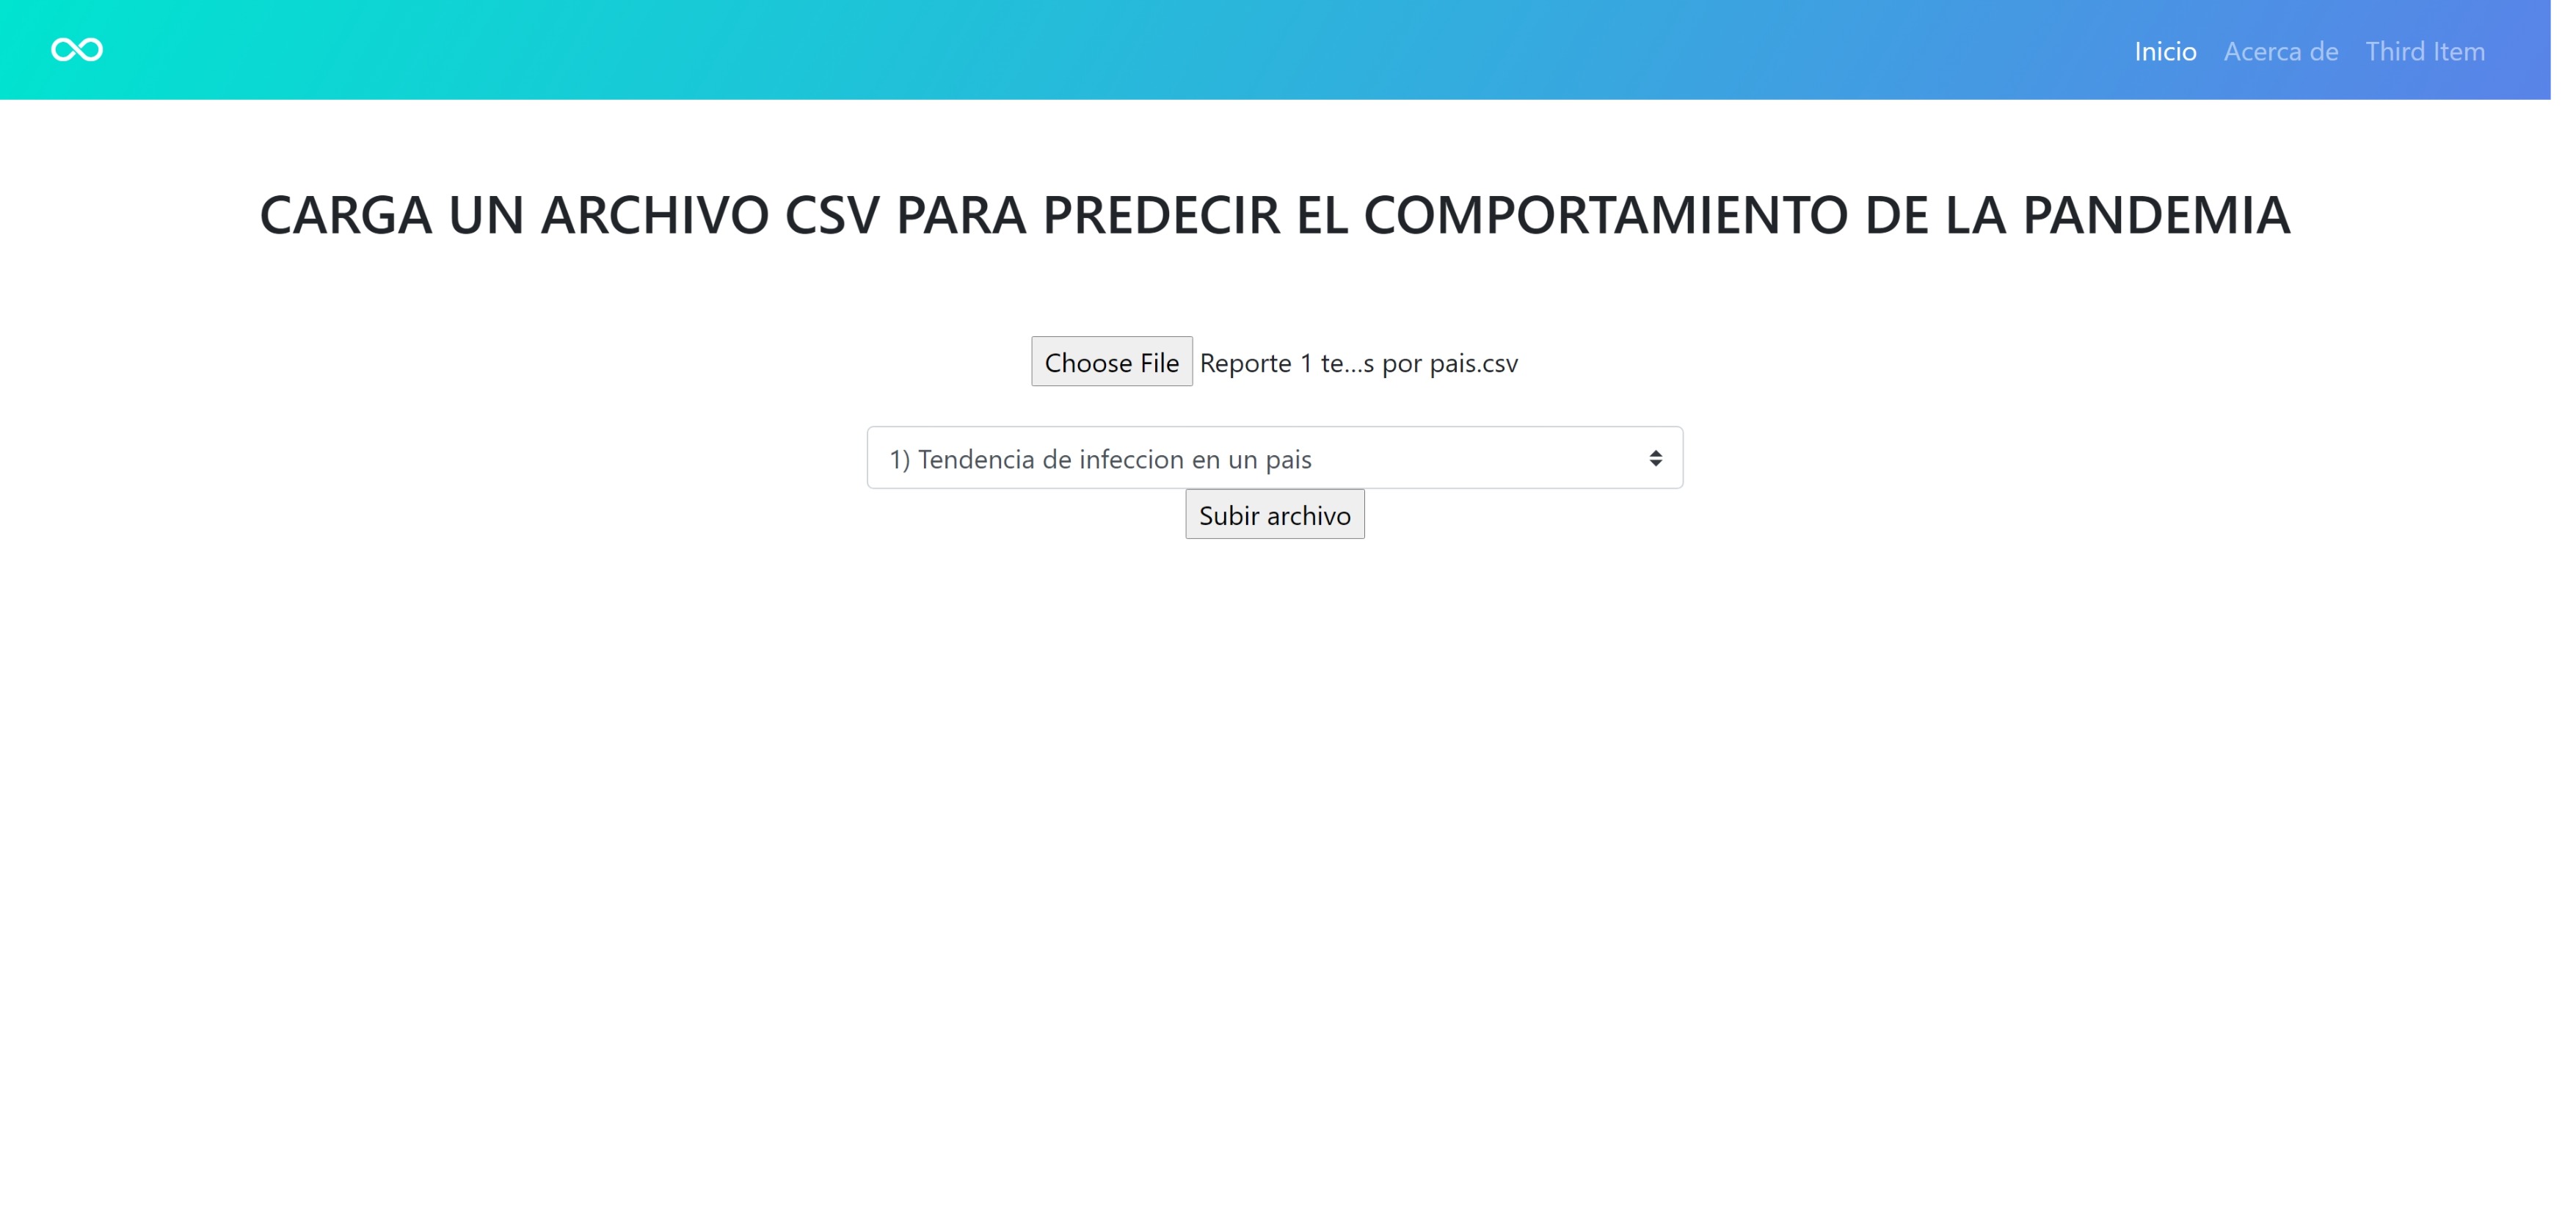 Inicio Acerca de Third Item
CARGA UN ARCHIVO CSV PARA PREDECIR EL COMPORTAMIENTO DE LA PANDEMIA
Choose File Reporte 1 te...s por pais.csv
1) Tendencia de infeccion en un pais
Subir archivo